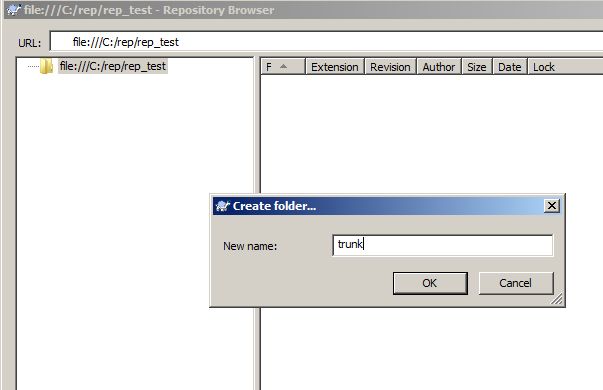 file:///C:/rep/rep_test - Repository Browser
URL: file:///C:/rep/rep_test
file:///C:/rep/rep_test
F Extension Revision Author Size Date Lock
Create folder...
New name: trunk
OK Cancel